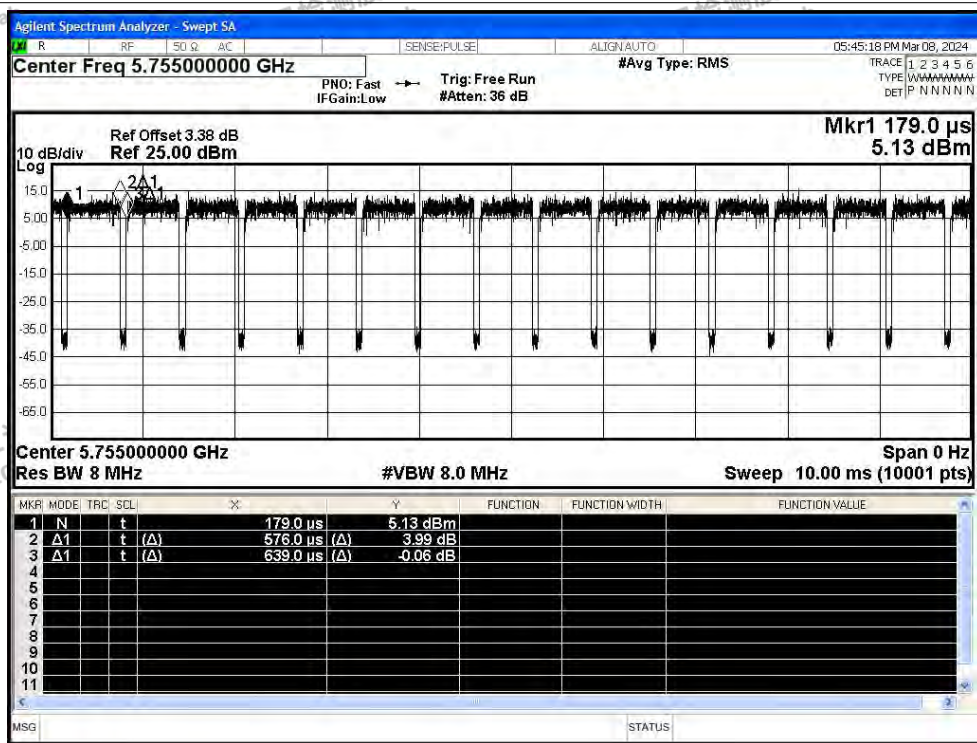 Agilent Spectrum Analyzer - Swept SA
LXI R RF 50 Ω AC SENSE:PULSE ALIGN AUTO 05:45:18 PM Mar 08, 2024
Center Freq 5.755000000 GHz #Avg Type: RMS TRACE 1 2 3 4 5 6
PNO: Fast Trig: Free Run TYPE WWWWWW
IFGain:Low #Atten: 36 dB DET P N N N N N
Mkr1 179.0 µs
Ref Offset 3.38 dB
10 dB/div Ref 25.00 dBm 5.13 dBm
Log
15.0
5.00
-5.00
-15.0
-25.0
-35.0
-45.0
-55.0
-65.0
1
2Δ1
3Δ1
Center 5.755000000 GHz Span 0 Hz
Res BW 8 MHz #VBW 8.0 MHz Sweep 10.00 ms (10001 pts)
MKR MODE TRC SCL X Y FUNCTION FUNCTION WIDTH FUNCTION VALUE
1 N t 179.0 µs 5.13 dBm
2 Δ1 t (Δ) 576.0 µs (Δ) 3.99 dB
3 Δ1 t (Δ) 639.0 µs (Δ) -0.06 dB
4
5
6
7
8
9
10
11
MSG STATUS